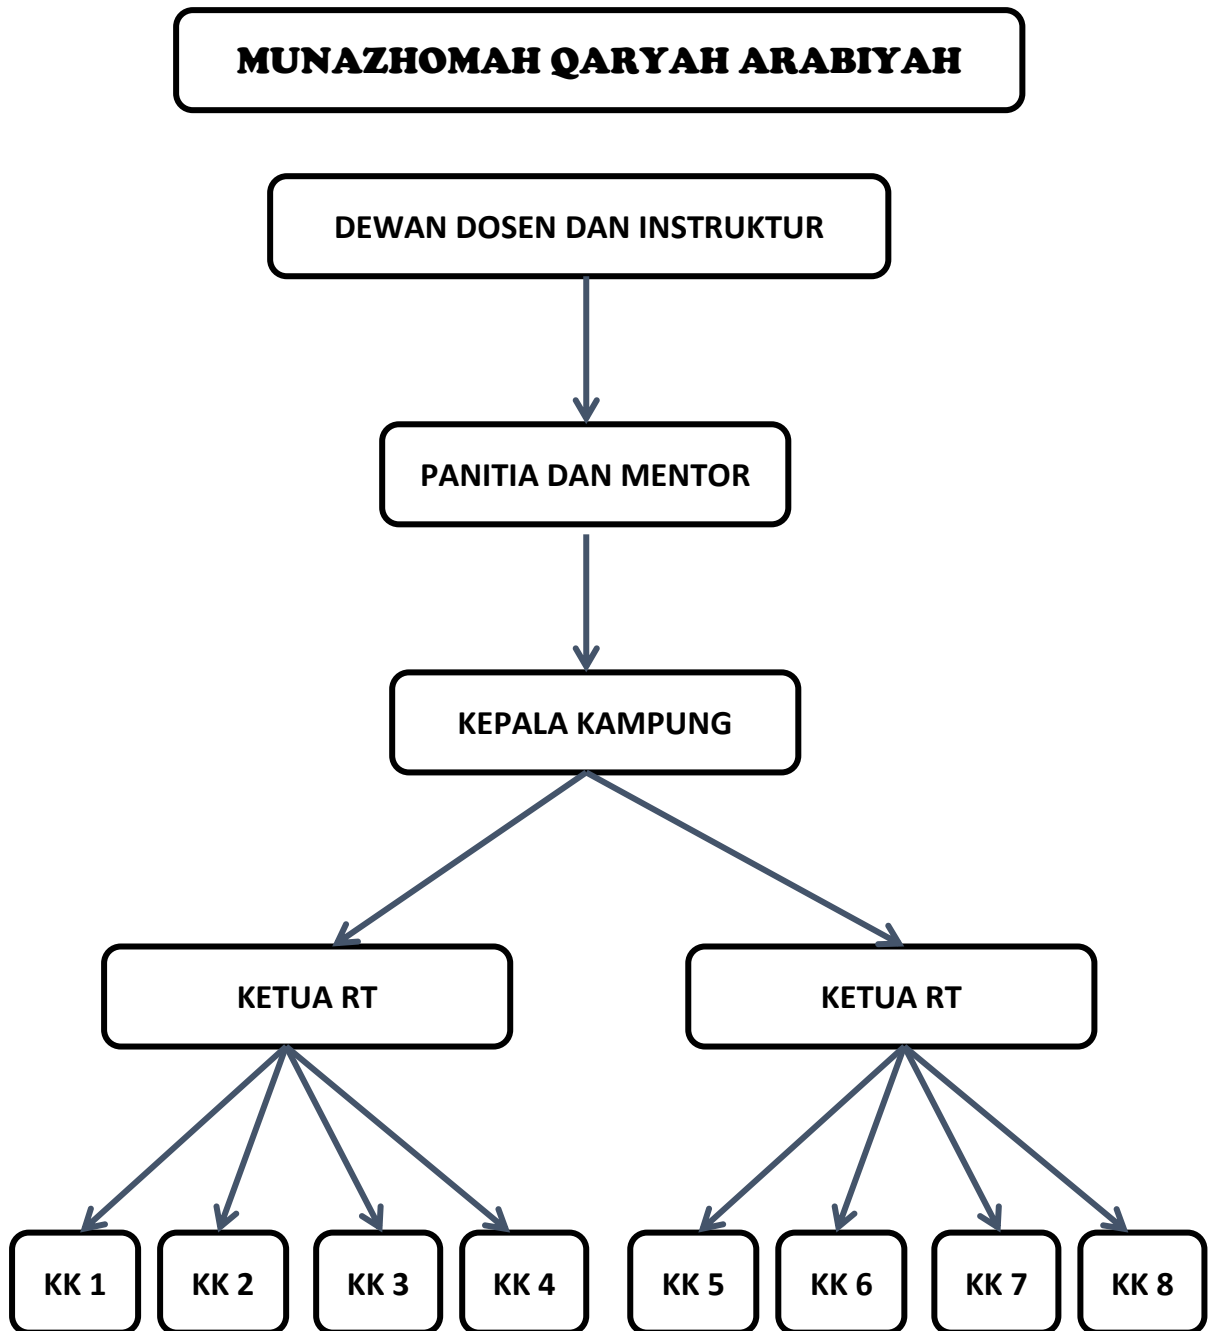 MUNAZHOMAH QARYAH ARABIYAH
DEWAN DOSEN DAN INSTRUKTUR
PANITIA DAN MENTOR
KEPALA KAMPUNG
KETUA RT
KETUA RT
KK 1
KK 2
KK 3
KK 4
KK 5
KK 6
KK 7
KK 8